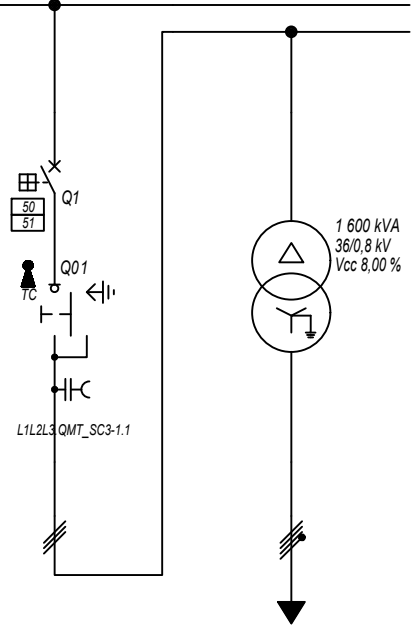 Q1
50
51
Q01
TC
L1L2L3 QMT_SC3-1.1
1 600 kVA
36/0,8 kV
Vcc 8,00 %